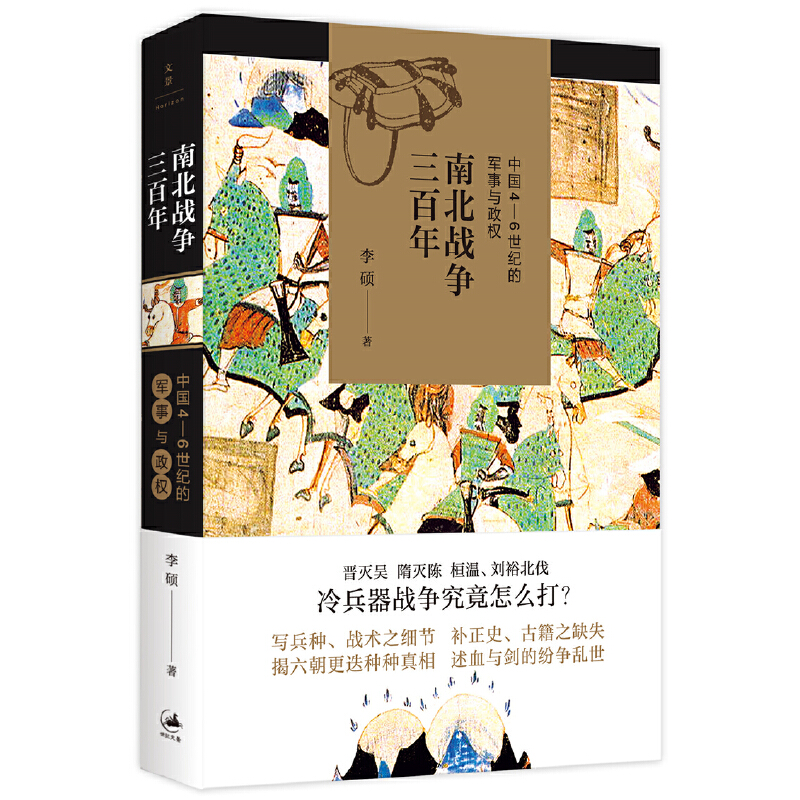 文景
Horizon
南北战争
三百年
中国4—6世纪的
军事与政权
李硕——著
世纪文景
中国4—6世纪的
军事与政权
南北战争
三百年
李硕——著
晋灭吴 隋灭陈 桓温、刘裕北伐
冷兵器战争究竟怎么打?
写兵种、战术之细节 补正史、古籍之缺失
揭六朝更迭种种真相 述血与剑的纷争乱世